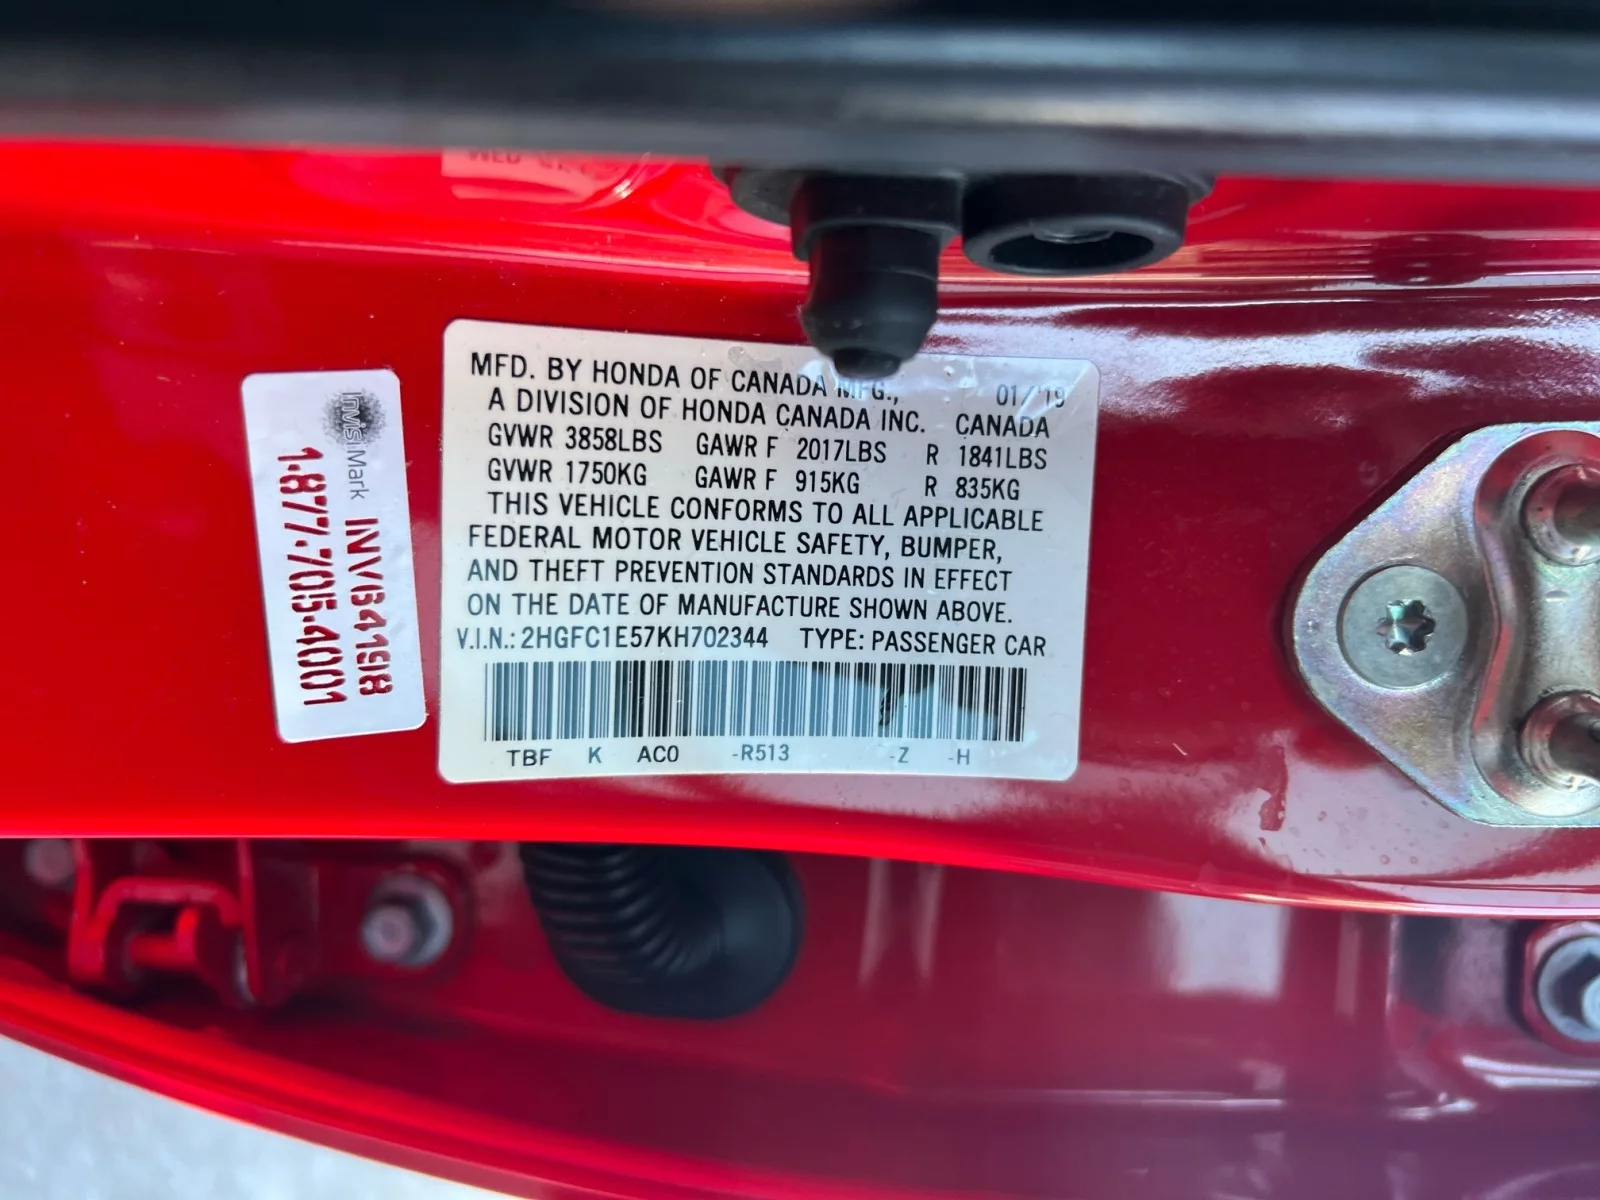 MFD. BY HONDA OF CANADA MFG., 01/'19
A DIVISION OF HONDA CANADA INC. CANADA
GVWR 3858LBS GAWR F 2017LBS R 1841LBS
GVWR 1750KG GAWR F 915KG R 835KG
THIS VEHICLE CONFORMS TO ALL APPLICABLE
FEDERAL MOTOR VEHICLE SAFETY, BUMPER,
AND THEFT PREVENTION STANDARDS IN EFFECT
ON THE DATE OF MANUFACTURE SHOWN ABOVE.
V.I.N.: 2HGFC1E57KH702344 TYPE: PASSENGER CAR
TBF K AC0 -R513 -Z -H
InvisiMark INV64198
1-877-705-4001